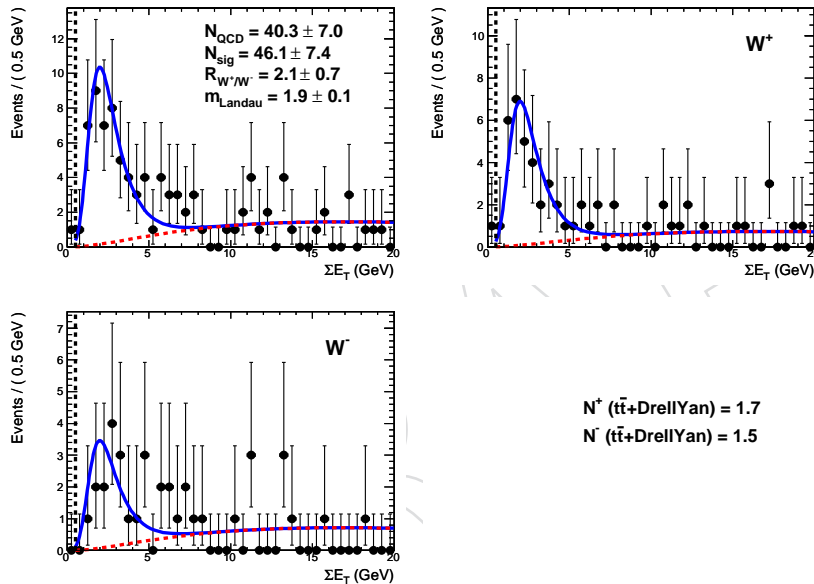 Events / ( 0.5 GeV )
12
10
8
6
4
2
0
N_QCD = 40.3 ± 7.0
N_sig = 46.1 ± 7.4
R_W⁺/W⁻ = 2.1 ± 0.7
m_Landau = 1.9 ± 0.1
0 5 10 15 20
ΣE_T (GeV)
Events / ( 0.5 GeV )
10
8
6
4
2
0
W⁺
0 5 10 15 20
ΣE_T (GeV)
Events / ( 0.5 GeV )
7
6
5
4
3
2
1
0
W⁻
0 5 10 15 20
ΣE_T (GeV)
N⁺ (tt̄+DrellYan) = 1.7
N⁻ (tt̄+DrellYan) = 1.5